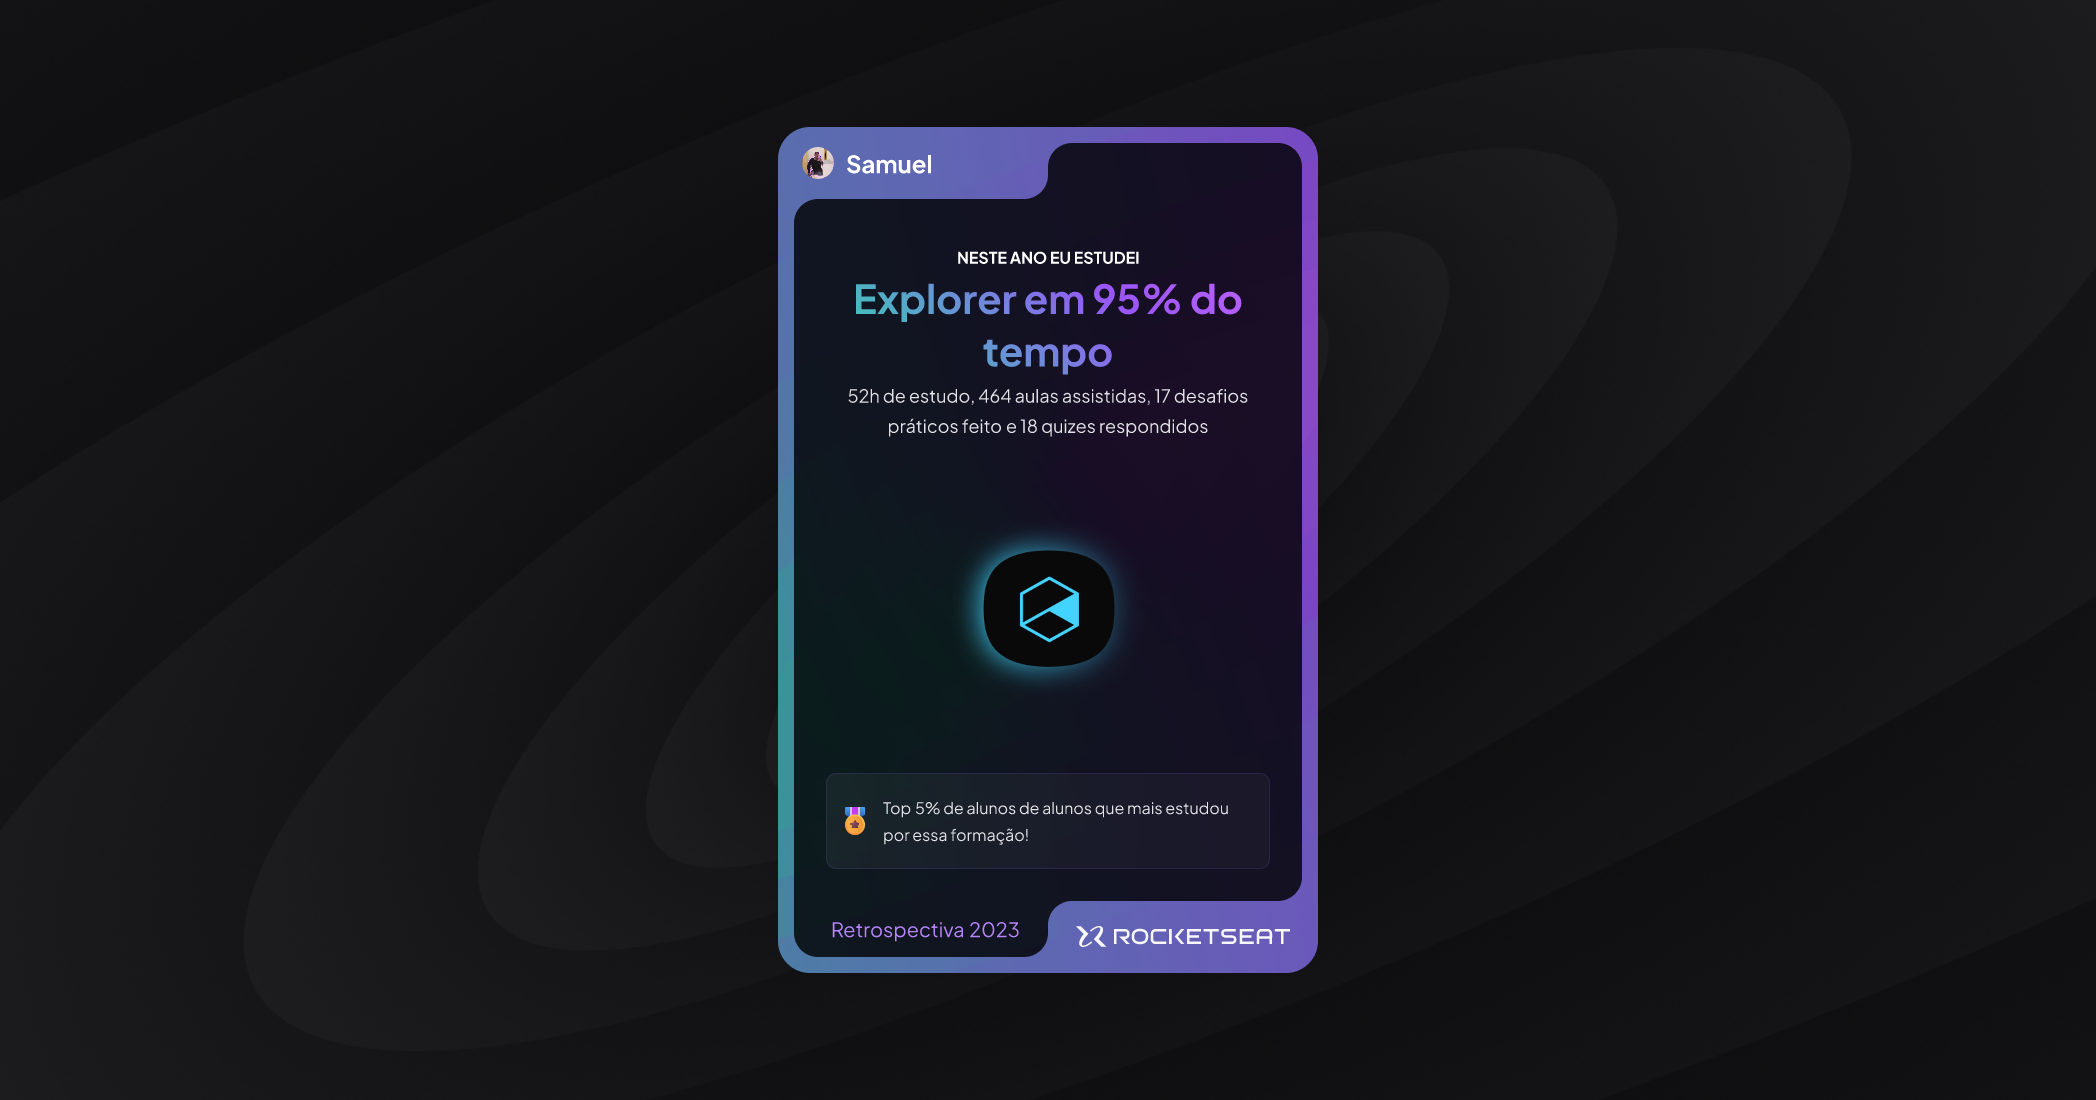 Samuel
NESTE ANO EU ESTUDEI
Explorer em 95% do
tempo
52h de estudo, 464 aulas assistidas, 17 desafios
práticos feito e 18 quizes respondidos
Top 5% de alunos de alunos que mais estudou
por essa formação!
Retrospectiva 2023
ROCKETSEAT